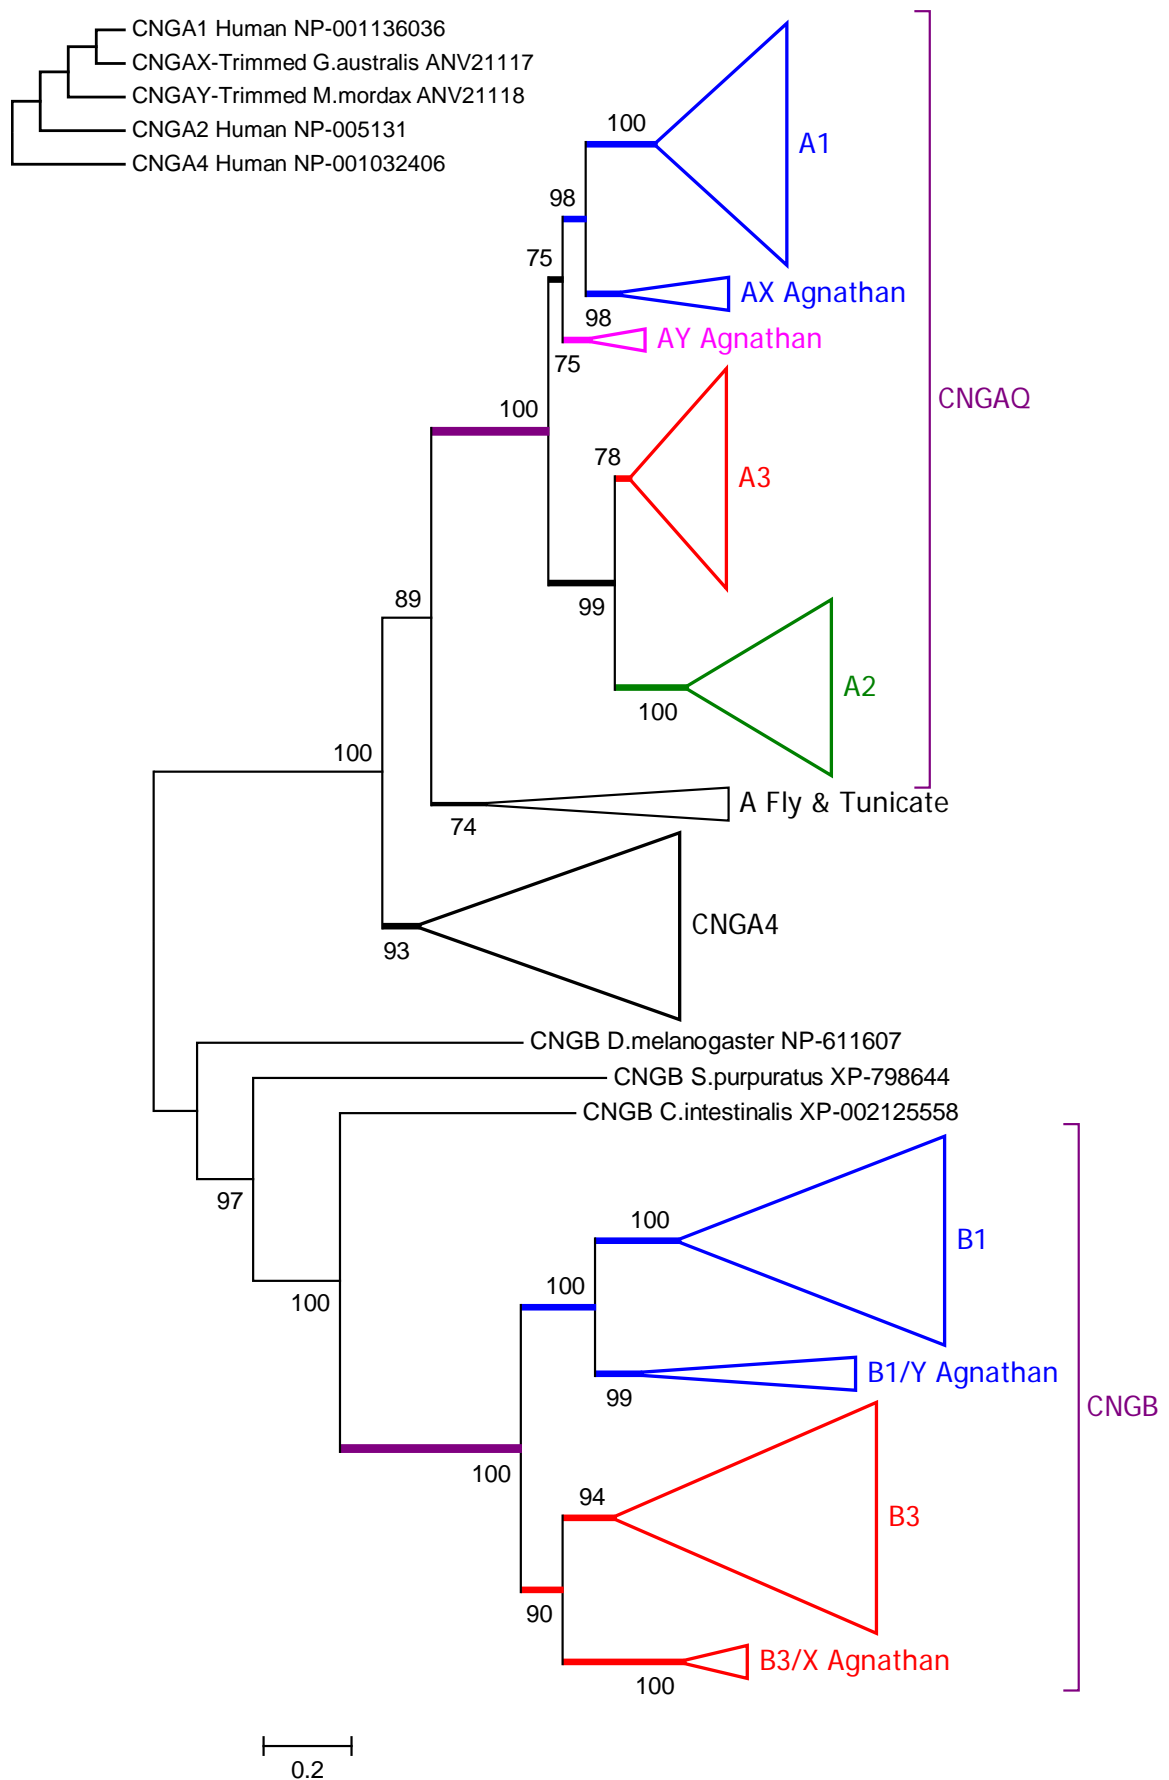 CNGA1 Human NP-001136036
CNGAX-Trimmed G.australis ANV21117
CNGAY-Trimmed M.mordax ANV21118
CNGA2 Human NP-005131
CNGA4 Human NP-001032406
100
A1
98
75
AX Agnathan
98
AY Agnathan
75
CNGAQ
100
78
A3
99
89
A2
100
100
A Fly & Tunicate
74
CNGA4
93
CNGB D.melanogaster NP-611607
CNGB S.purpuratus XP-798644
CNGB C.intestinalis XP-002125558
97
100
B1
100
100
B1/Y Agnathan
99
CNGB
100
94
B3
90
B3/X Agnathan
100
0.2